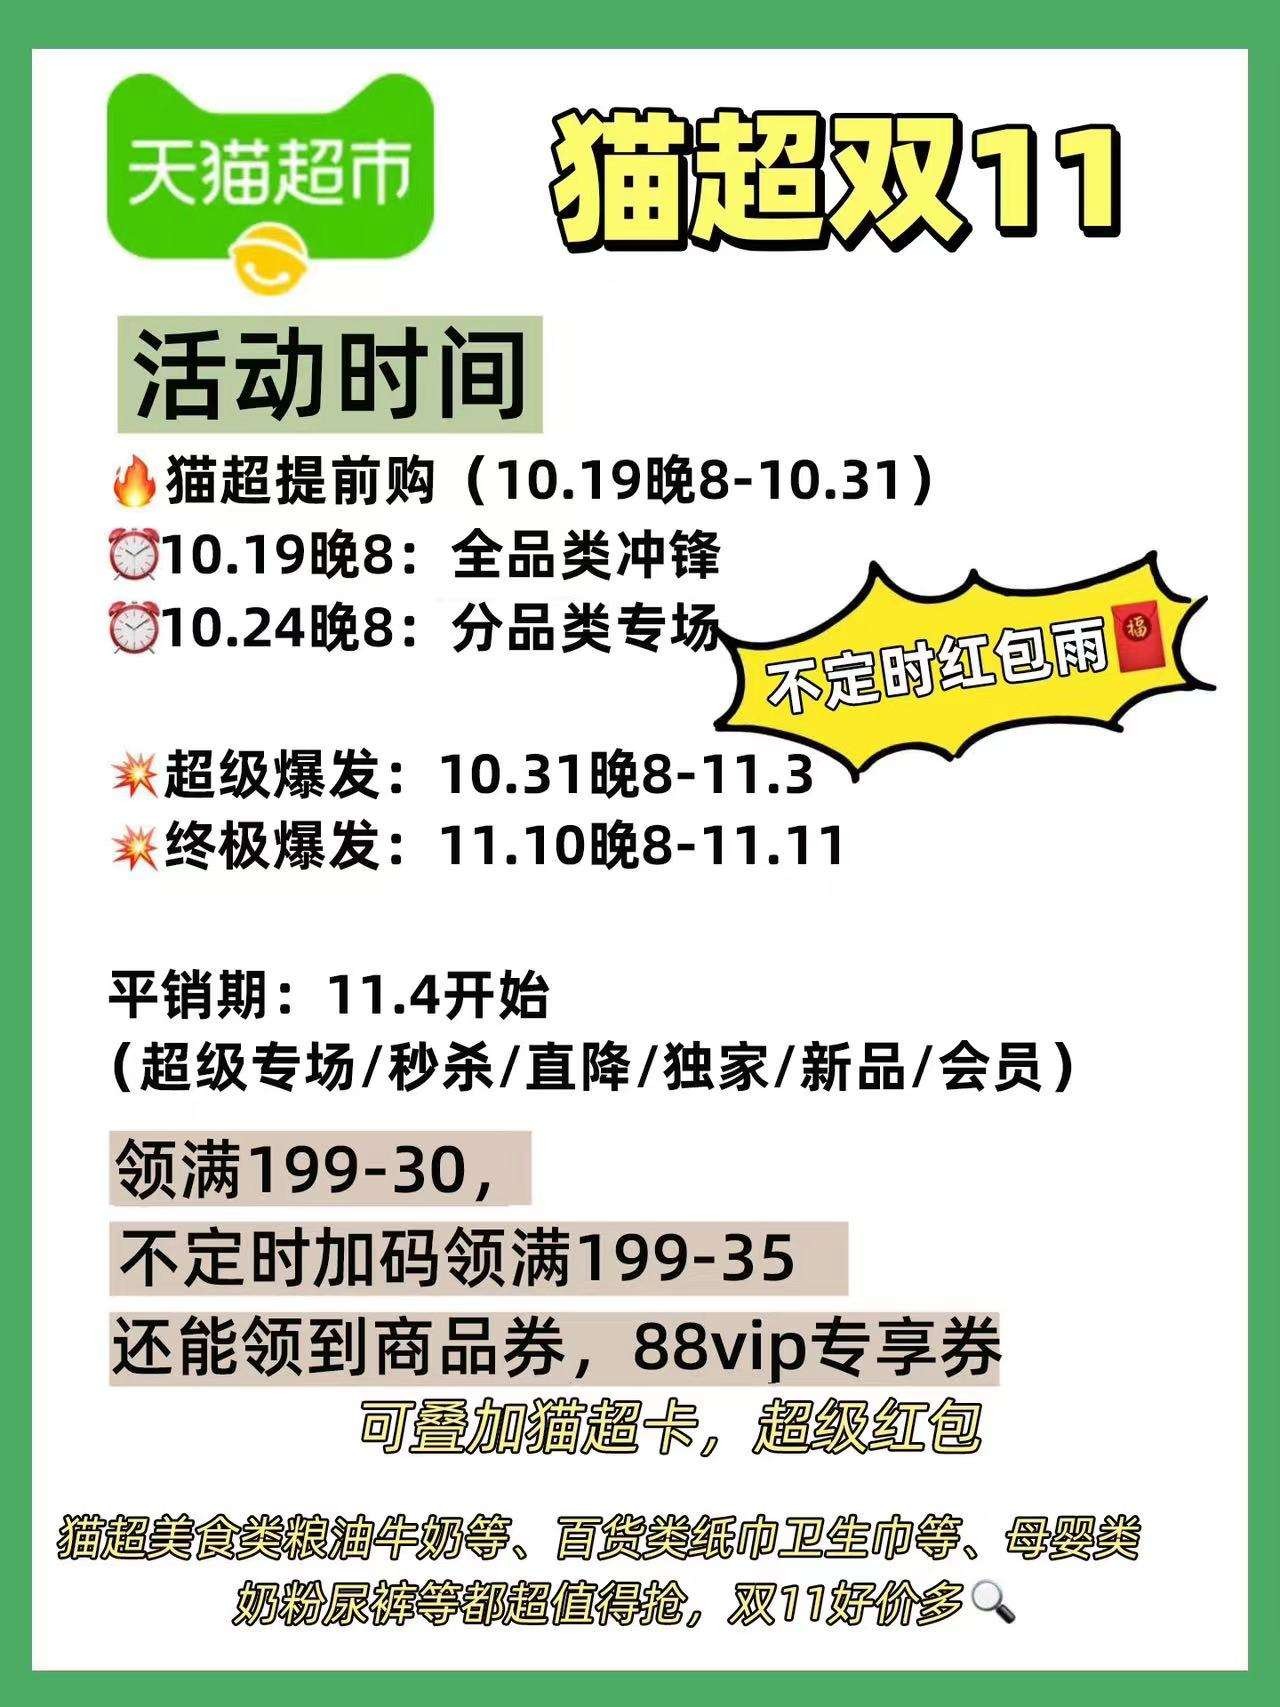 天猫超市
猫超双11
活动时间
🔥猫超提前购（10.19晚8-10.31）
⏰10.19晚8：全品类冲锋
⏰10.24晚8：分品类专场
不定时红包雨
福
💥超级爆发：10.31晚8-11.3
💥终极爆发：11.10晚8-11.11
平销期：11.4开始
（超级专场/秒杀/直降/独家/新品/会员）
领满199-30，
不定时加码领满199-35
还能领到商品券，88vip专享券
可叠加猫超卡，超级红包
猫超美食类粮油牛奶等、百货类纸巾卫生巾等、母婴类
奶粉尿裤等都超值得抢，双11好价多🔍